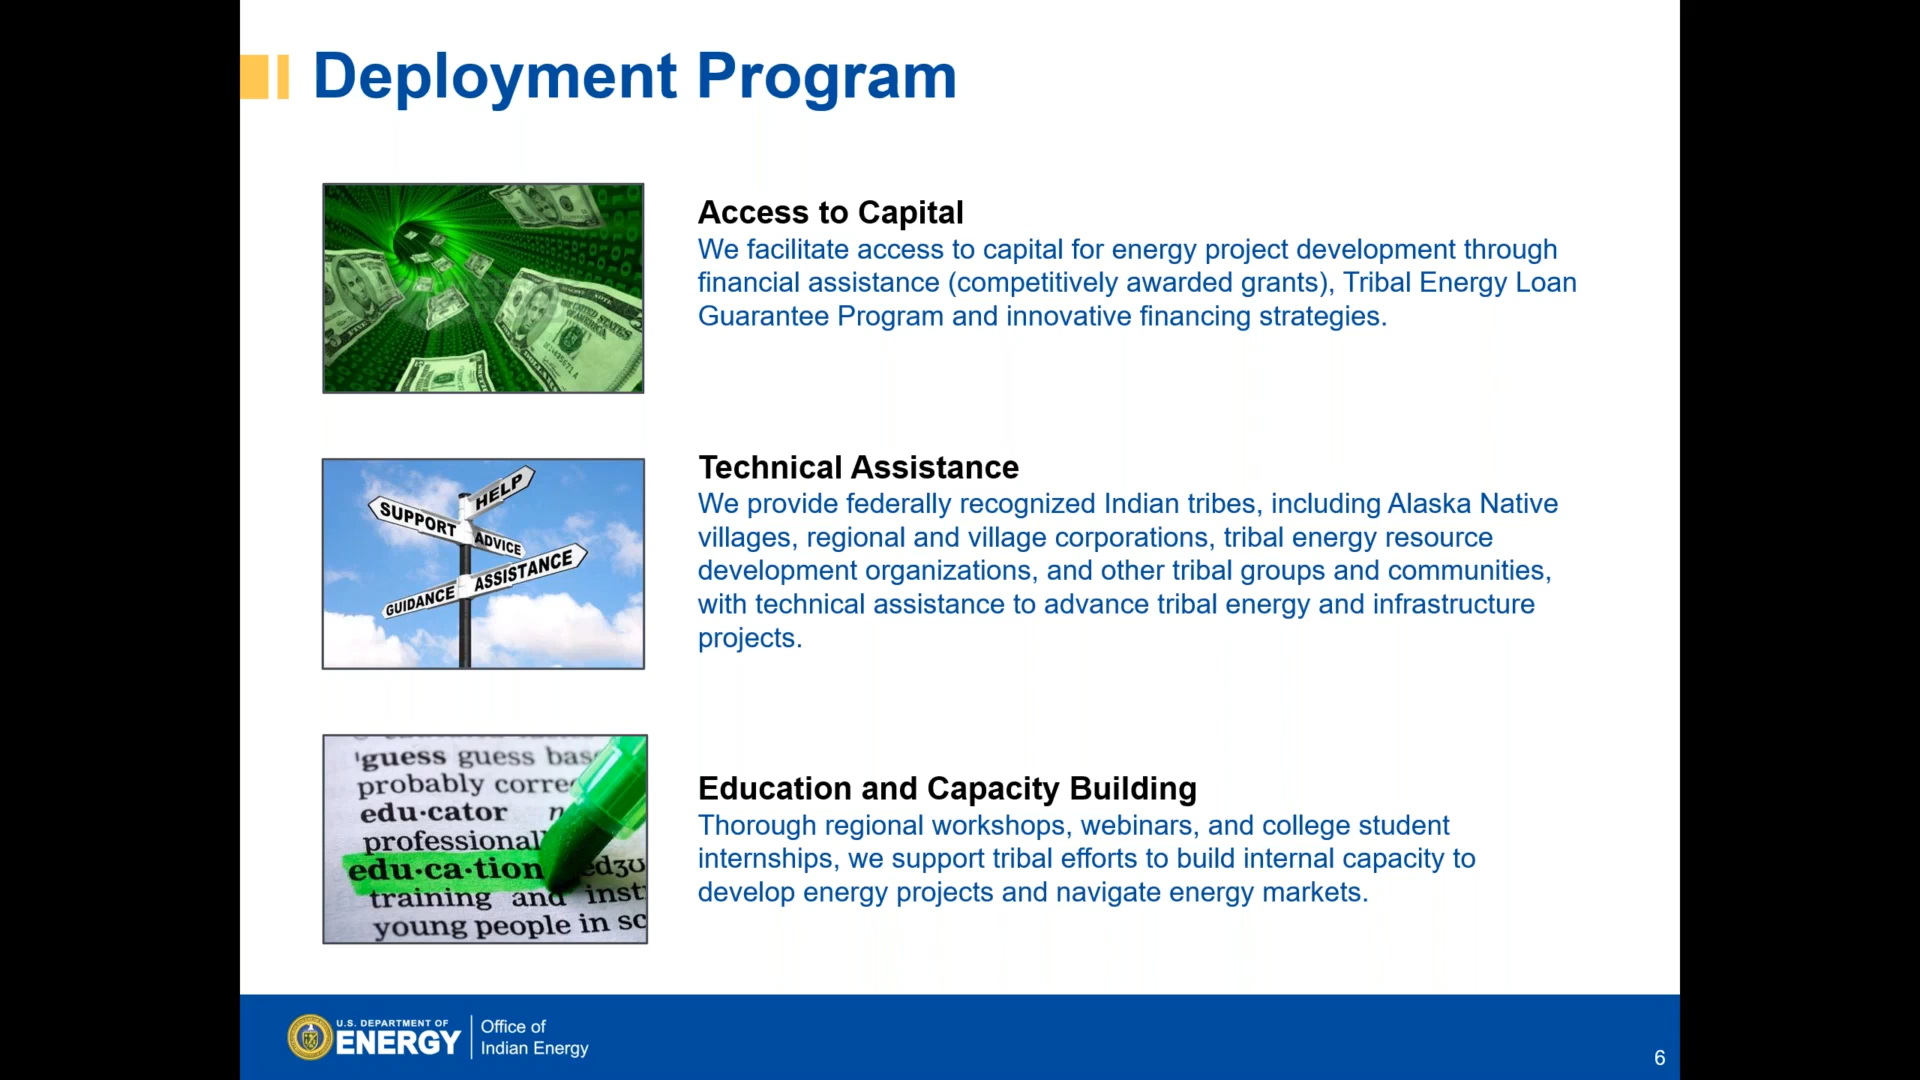 Deployment Program
Access to Capital
We facilitate access to capital for energy project development through
financial assistance (competitively awarded grants), Tribal Energy Loan
Guarantee Program and innovative financing strategies.
HELP
SUPPORT
ADVICE
ASSISTANCE
GUIDANCE
Technical Assistance
We provide federally recognized Indian tribes, including Alaska Native
villages, regional and village corporations, tribal energy resource
development organizations, and other tribal groups and communities,
with technical assistance to advance tribal energy and infrastructure
projects.
guess guess bas
probably corre
edu·cator n
professional
edu·ca·tion edʒʊ
training and inst
young people in sc
Education and Capacity Building
Thorough regional workshops, webinars, and college student
internships, we support tribal efforts to build internal capacity to
develop energy projects and navigate energy markets.
U.S. DEPARTMENT OF
ENERGY
Office of
Indian Energy
6